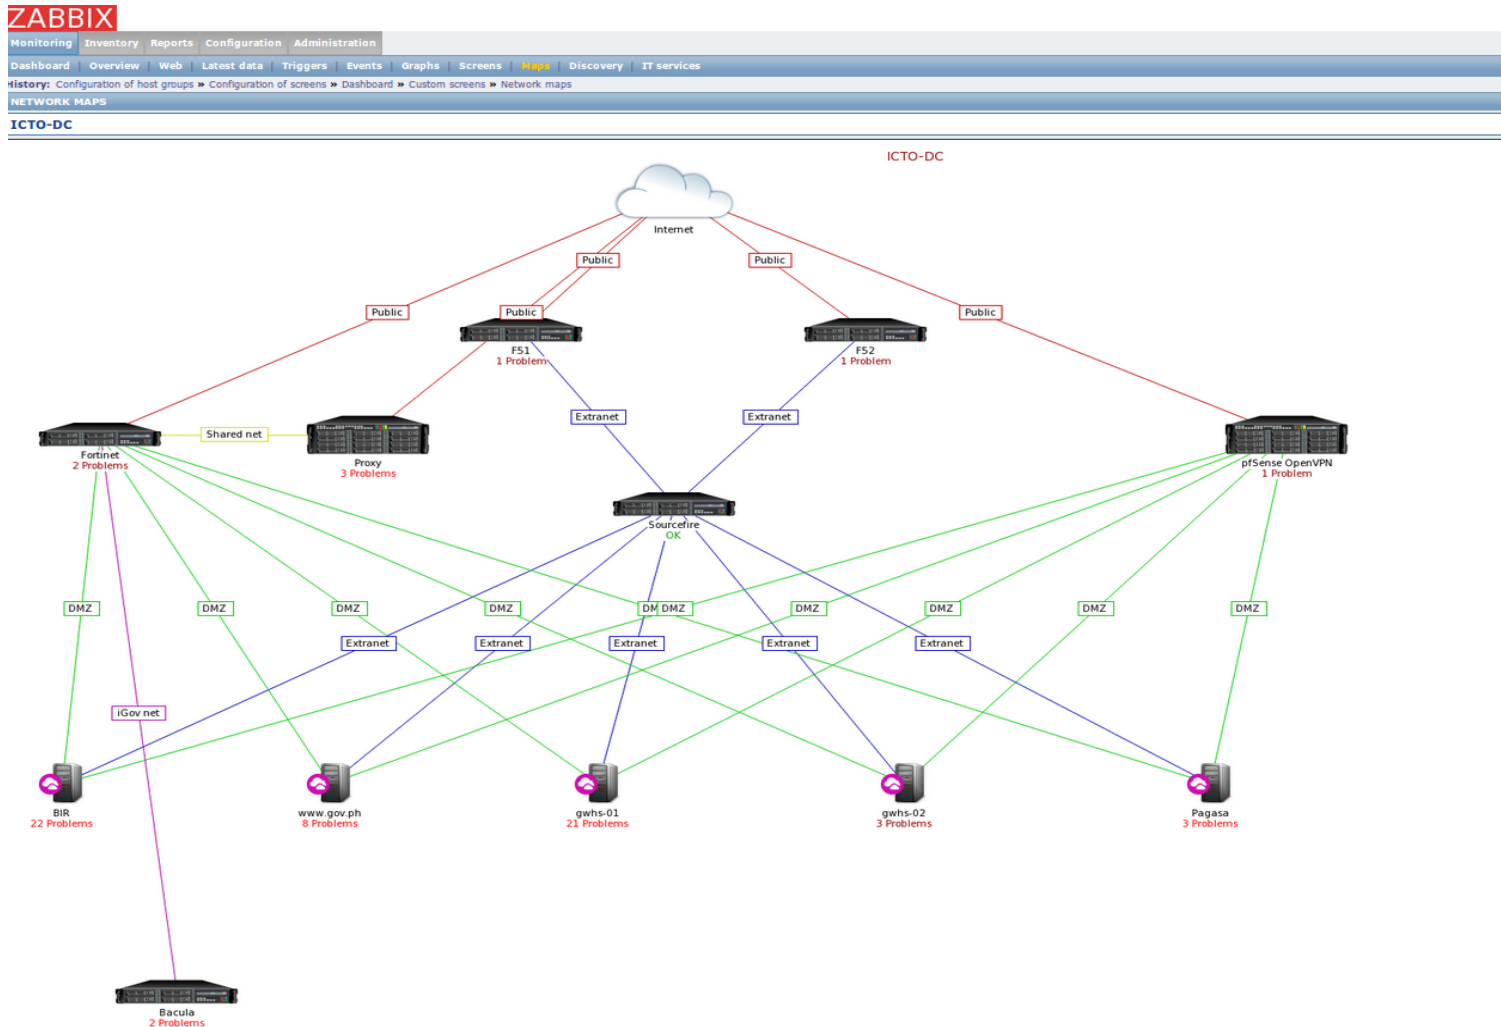 ZABBIX
Monitoring Inventory Reports Configuration Administration
Dashboard | Overview | Web | Latest data | Triggers | Events | Graphs | Screens | Maps | Discovery | IT services
History: Configuration of host groups » Configuration of screens » Dashboard » Custom screens » Network maps
NETWORK MAPS
ICTO-DC
ICTO-DC
Internet
Public
Public
Public
Public
Public
F51
1 Problem
F52
1 Problem
Extranet
Extranet
Shared net
Fortinet
2 Problems
Proxy
3 Problems
pfSense OpenVPN
1 Problem
Sourcefire
OK
DMZ
DMZ
DMZ
DMZ
DM
DMZ
DMZ
DMZ
DMZ
DMZ
Extranet
Extranet
Extranet
Extranet
Extranet
iGov net
BIR
22 Problems
www.gov.ph
8 Problems
gwhs-01
21 Problems
gwhs-02
3 Problems
Pagasa
3 Problems
Bacula
2 Problems